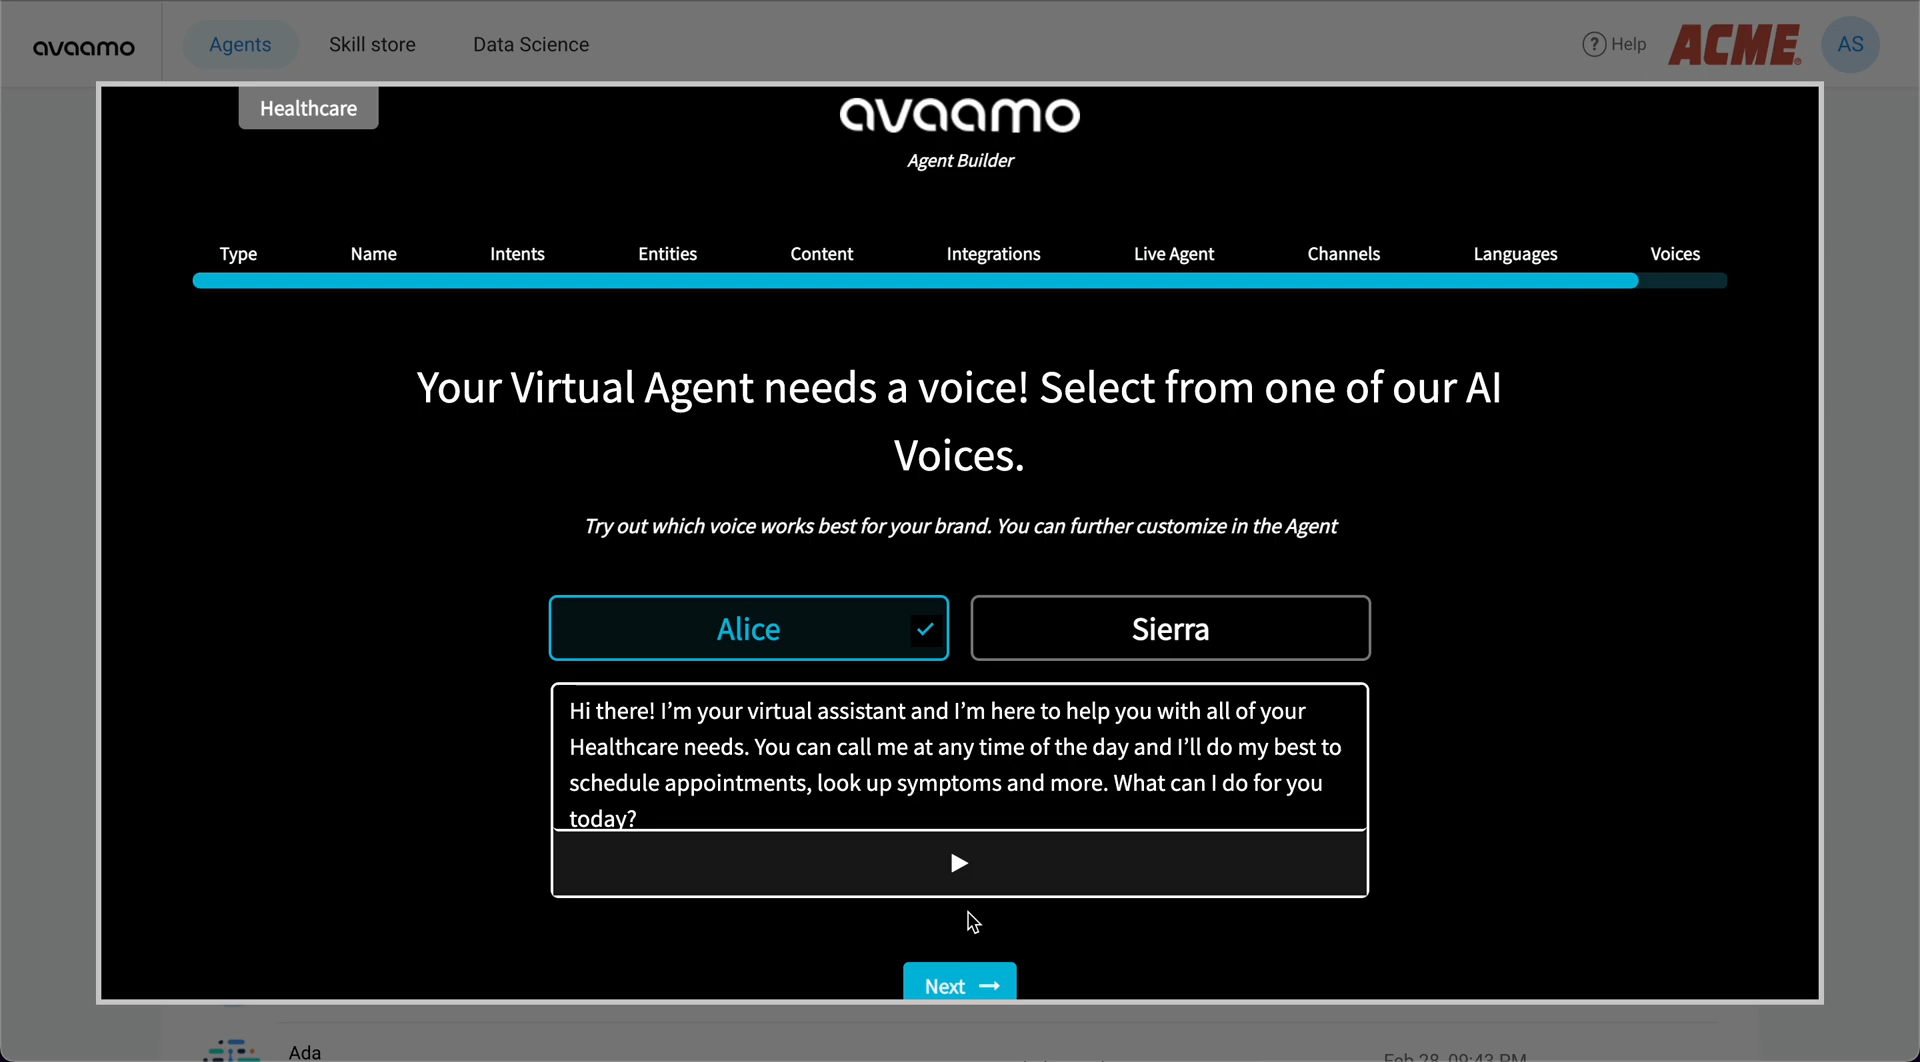 avaamo Agents Skill store Data Science ? Help ACME AS
Healthcare
avaamo
Agent Builder
Type Name Intents Entities Content Integrations Live Agent Channels Languages Voices
Your Virtual Agent needs a voice! Select from one of our AI
Voices.
Try out which voice works best for your brand. You can further customize in the Agent
Alice Sierra
Hi there! I’m your virtual assistant and I’m here to help you with all of your
Healthcare needs. You can call me at any time of the day and I’ll do my best to
schedule appointments, look up symptoms and more. What can I do for you
today?
Next →
Ada Feb 28, 09:43 PM